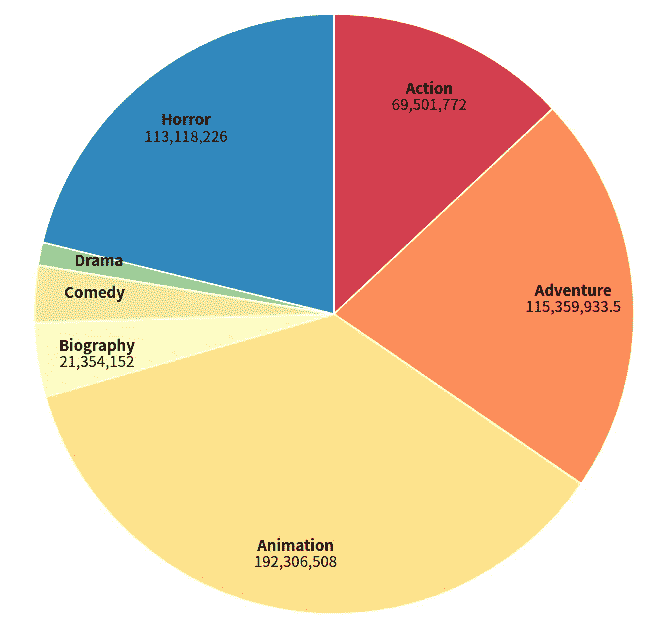 Action
69,501,772
Horror
113,118,226
Drama
Comedy
Adventure
115,359,933.5
Biography
21,354,152
Animation
192,306,508